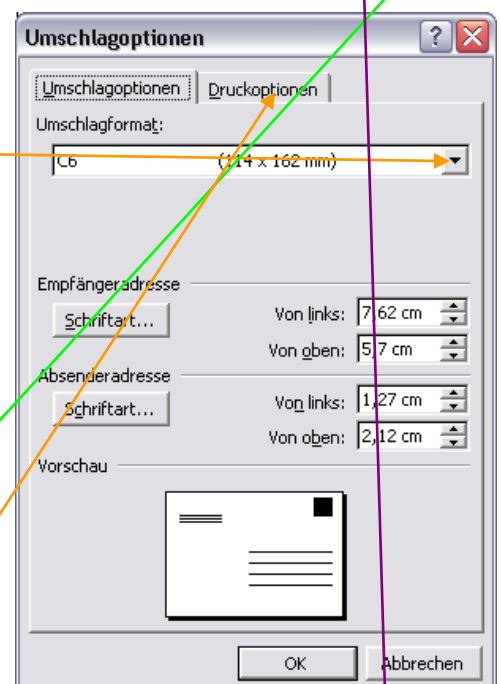 Umschlagoptionen
Umschlagoptionen Druckoptionen
Umschlagformat:
C6 (114 x 162 mm)
Empfängeradresse
Schriftart... Von links: 7,62 cm
Von oben: 5,7 cm
Absenderadresse
Schriftart... Von links: 1,27 cm
Von oben: 2,12 cm
Vorschau
OK Abbrechen